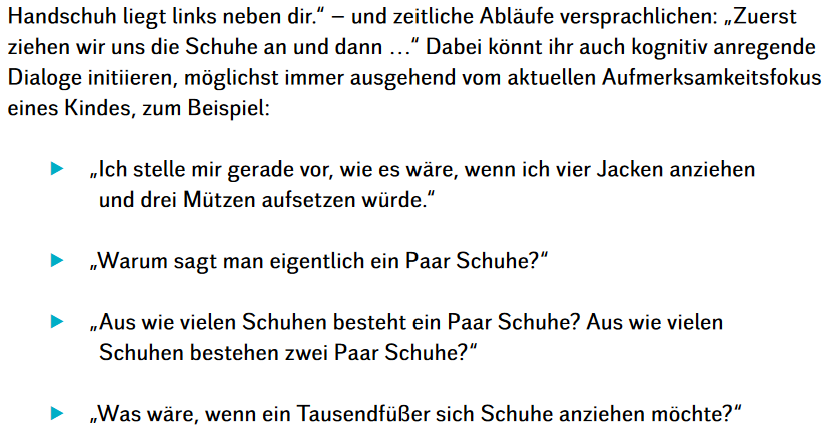 Handschuh liegt links neben dir.“ – und zeitliche Abläufe versprachlichen: „Zuerst
ziehen wir uns die Schuhe an und dann …“ Dabei könnt ihr auch kognitiv anregende
Dialoge initiieren, möglichst immer ausgehend vom aktuellen Aufmerksamkeitsfokus
eines Kindes, zum Beispiel:
▶ „Ich stelle mir gerade vor, wie es wäre, wenn ich vier Jacken anziehen
und drei Mützen aufsetzen würde.“
▶ „Warum sagt man eigentlich ein Paar Schuhe?“
▶ „Aus wie vielen Schuhen besteht ein Paar Schuhe? Aus wie vielen
Schuhen bestehen zwei Paar Schuhe?“
▶ „Was wäre, wenn ein Tausendfüßer sich Schuhe anziehen möchte?“